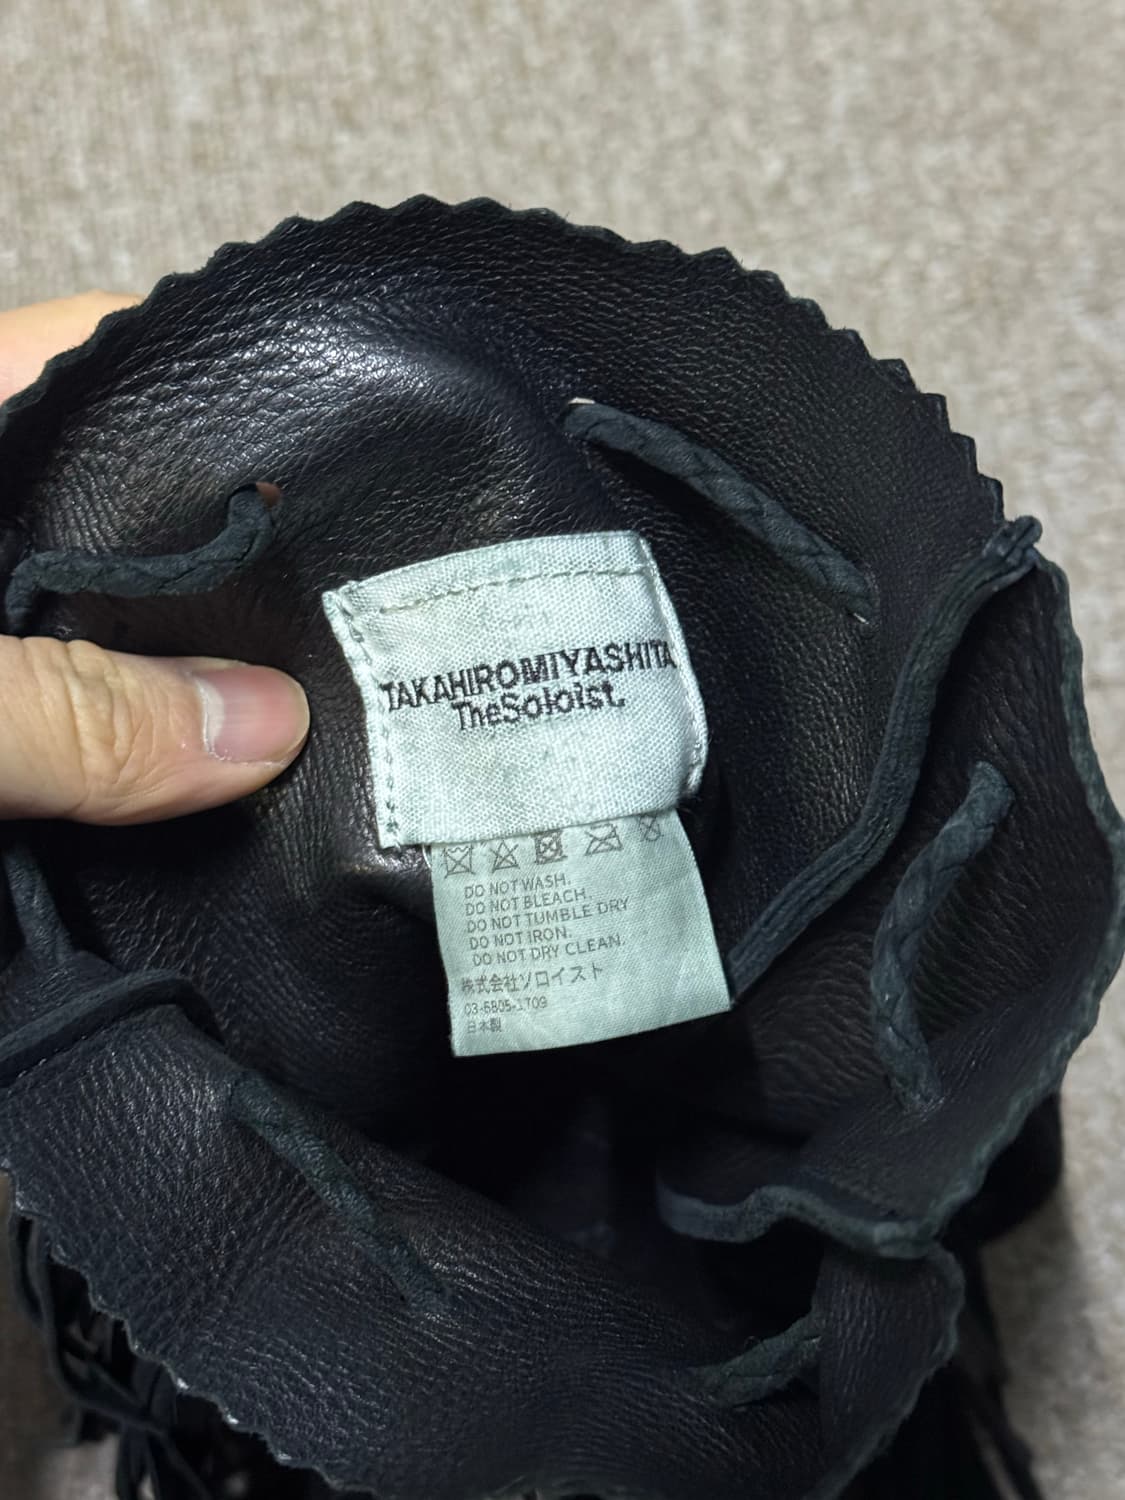 TAKAHIROMIYASHITA
TheSoloist.
DO NOT WASH.
DO NOT BLEACH.
DO NOT TUMBLE DRY
DO NOT IRON.
DO NOT DRY CLEAN.
株式会社ソロイスト
03-6805-1709
日本製